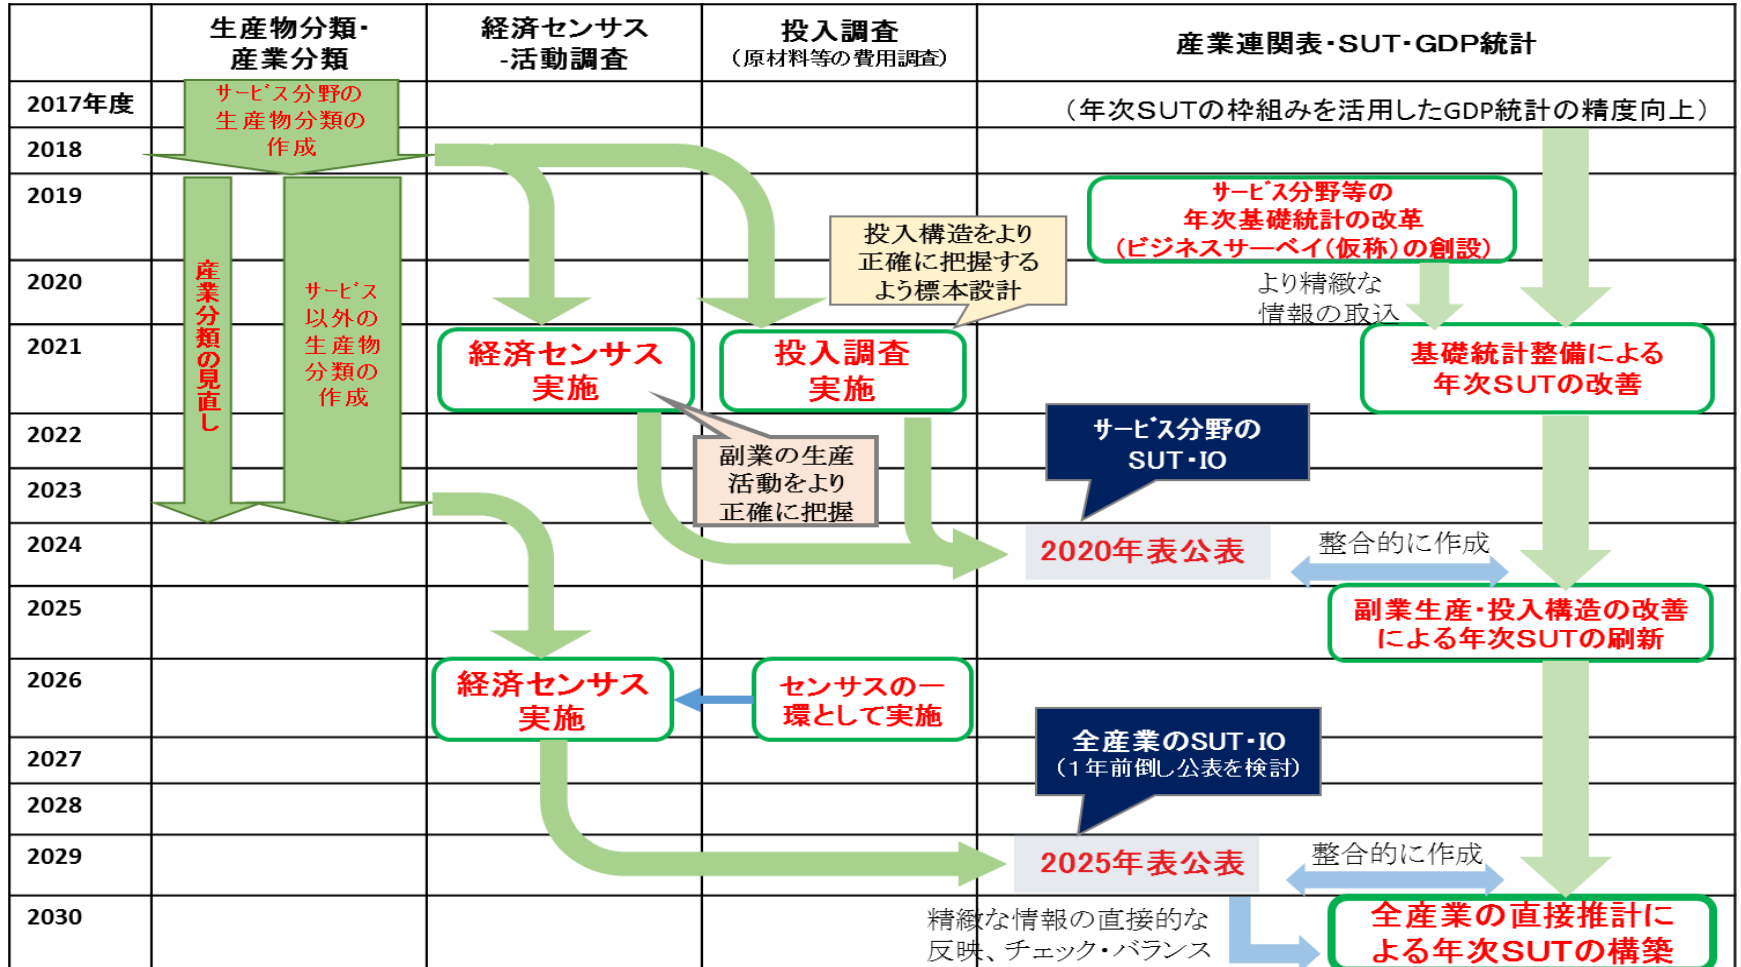 生産物分類・
産業分類
経済センサス
-活動調査
投入調査
（原材料等の費用調査）
産業連関表・SUT・GDP統計
2017年度
サービス分野の
生産物分類の
作成
（年次SUTの枠組みを活用したGDP統計の精度向上）
2018
2019
サービス分野等の
年次基礎統計の改革
（ビジネスサーベイ（仮称）の創設）
投入構造をより
正確に把握する
よう標本設計
2020
産業分類の見直し
サービス
以外の
生産物
分類の
作成
より精緻な
情報の取込
2021
経済センサス
実施
投入調査
実施
基礎統計整備による
年次SUTの改善
2022
サービス分野の
SUT・IO
副業の生産
活動をより
正確に把握
2023
2024
2020年表公表
整合的に作成
2025
副業生産・投入構造の改善
による年次SUTの刷新
2026
経済センサス
実施
センサスの一
環として実施
2027
全産業のSUT・IO
（1年前倒し公表を検討）
2028
2029
2025年表公表
整合的に作成
2030
精緻な情報の直接的な
反映、チェック・バランス
全産業の直接推計に
よる年次SUTの構築